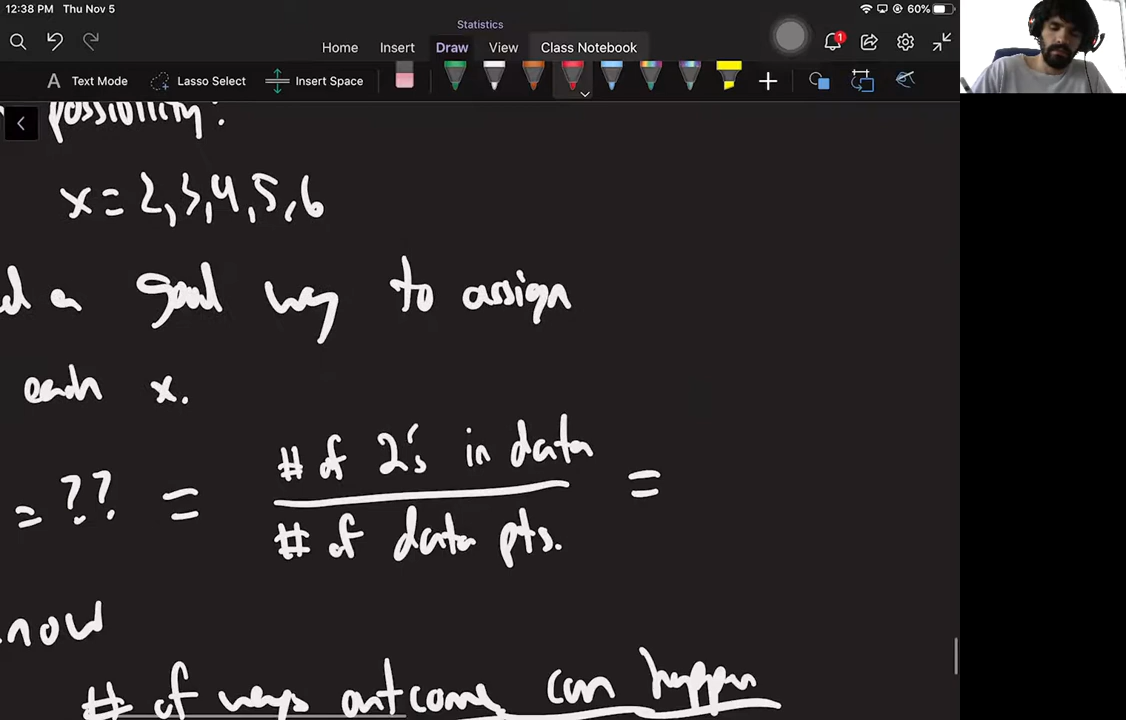 12:38 PM Thu Nov 5
60%
Statistics
Home Insert Draw View Class Notebook
1
A Text Mode Lasso Select Insert Space
possibility:
x = 2, 3, 4, 5, 6
a good way to assign
each x.
= ?? = # of 2's in data =
# of data pts.
now
# of ways outcome can happen